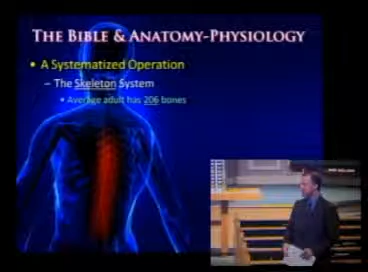 THE BIBLE & ANATOMY-PHYSIOLOGY
• A Systematized Operation
– The Skeleton System
• Average adult has 206 bones